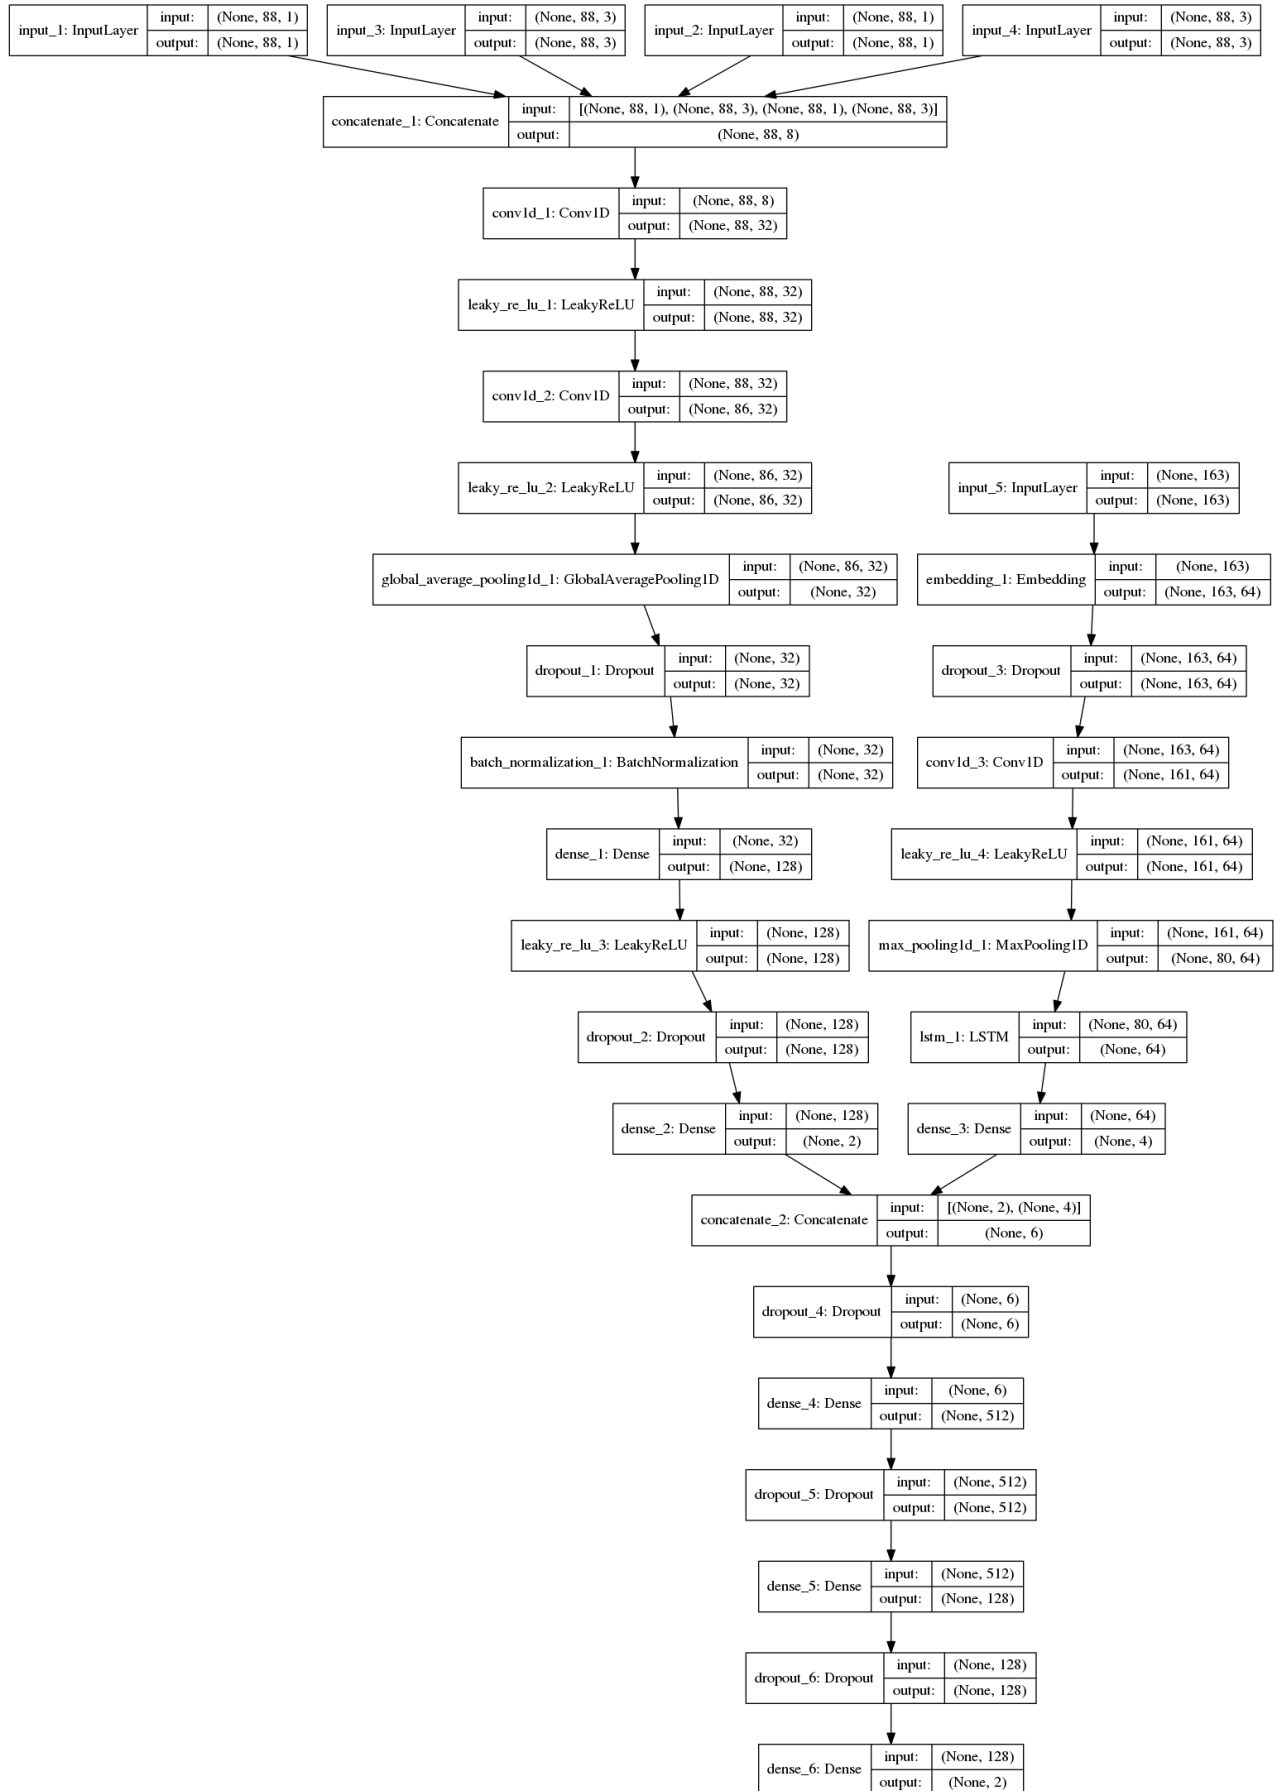 input_1: InputLayer input: (None, 88, 1)
output: (None, 88, 1)
input_3: InputLayer input: (None, 88, 3)
output: (None, 88, 3)
input_2: InputLayer input: (None, 88, 1)
output: (None, 88, 1)
input_4: InputLayer input: (None, 88, 3)
output: (None, 88, 3)
concatenate_1: Concatenate input: [(None, 88, 1), (None, 88, 3), (None, 88, 1), (None, 88, 3)]
output: (None, 88, 8)
conv1d_1: Conv1D input: (None, 88, 8)
output: (None, 88, 32)
leaky_re_lu_1: LeakyReLU input: (None, 88, 32)
output: (None, 88, 32)
conv1d_2: Conv1D input: (None, 88, 32)
output: (None, 86, 32)
leaky_re_lu_2: LeakyReLU input: (None, 86, 32)
output: (None, 86, 32)
global_average_pooling1d_1: GlobalAveragePooling1D input: (None, 86, 32)
output: (None, 32)
dropout_1: Dropout input: (None, 32)
output: (None, 32)
batch_normalization_1: BatchNormalization input: (None, 32)
output: (None, 32)
dense_1: Dense input: (None, 32)
output: (None, 128)
leaky_re_lu_3: LeakyReLU input: (None, 128)
output: (None, 128)
dropout_2: Dropout input: (None, 128)
output: (None, 128)
dense_2: Dense input: (None, 128)
output: (None, 2)
input_5: InputLayer input: (None, 163)
output: (None, 163)
embedding_1: Embedding input: (None, 163)
output: (None, 163, 64)
dropout_3: Dropout input: (None, 163, 64)
output: (None, 163, 64)
conv1d_3: Conv1D input: (None, 163, 64)
output: (None, 161, 64)
leaky_re_lu_4: LeakyReLU input: (None, 161, 64)
output: (None, 161, 64)
max_pooling1d_1: MaxPooling1D input: (None, 161, 64)
output: (None, 80, 64)
lstm_1: LSTM input: (None, 80, 64)
output: (None, 64)
dense_3: Dense input: (None, 64)
output: (None, 4)
concatenate_2: Concatenate input: [(None, 2), (None, 4)]
output: (None, 6)
dropout_4: Dropout input: (None, 6)
output: (None, 6)
dense_4: Dense input: (None, 6)
output: (None, 512)
dropout_5: Dropout input: (None, 512)
output: (None, 512)
dense_5: Dense input: (None, 512)
output: (None, 128)
dropout_6: Dropout input: (None, 128)
output: (None, 128)
dense_6: Dense input: (None, 128)
output: (None, 2)